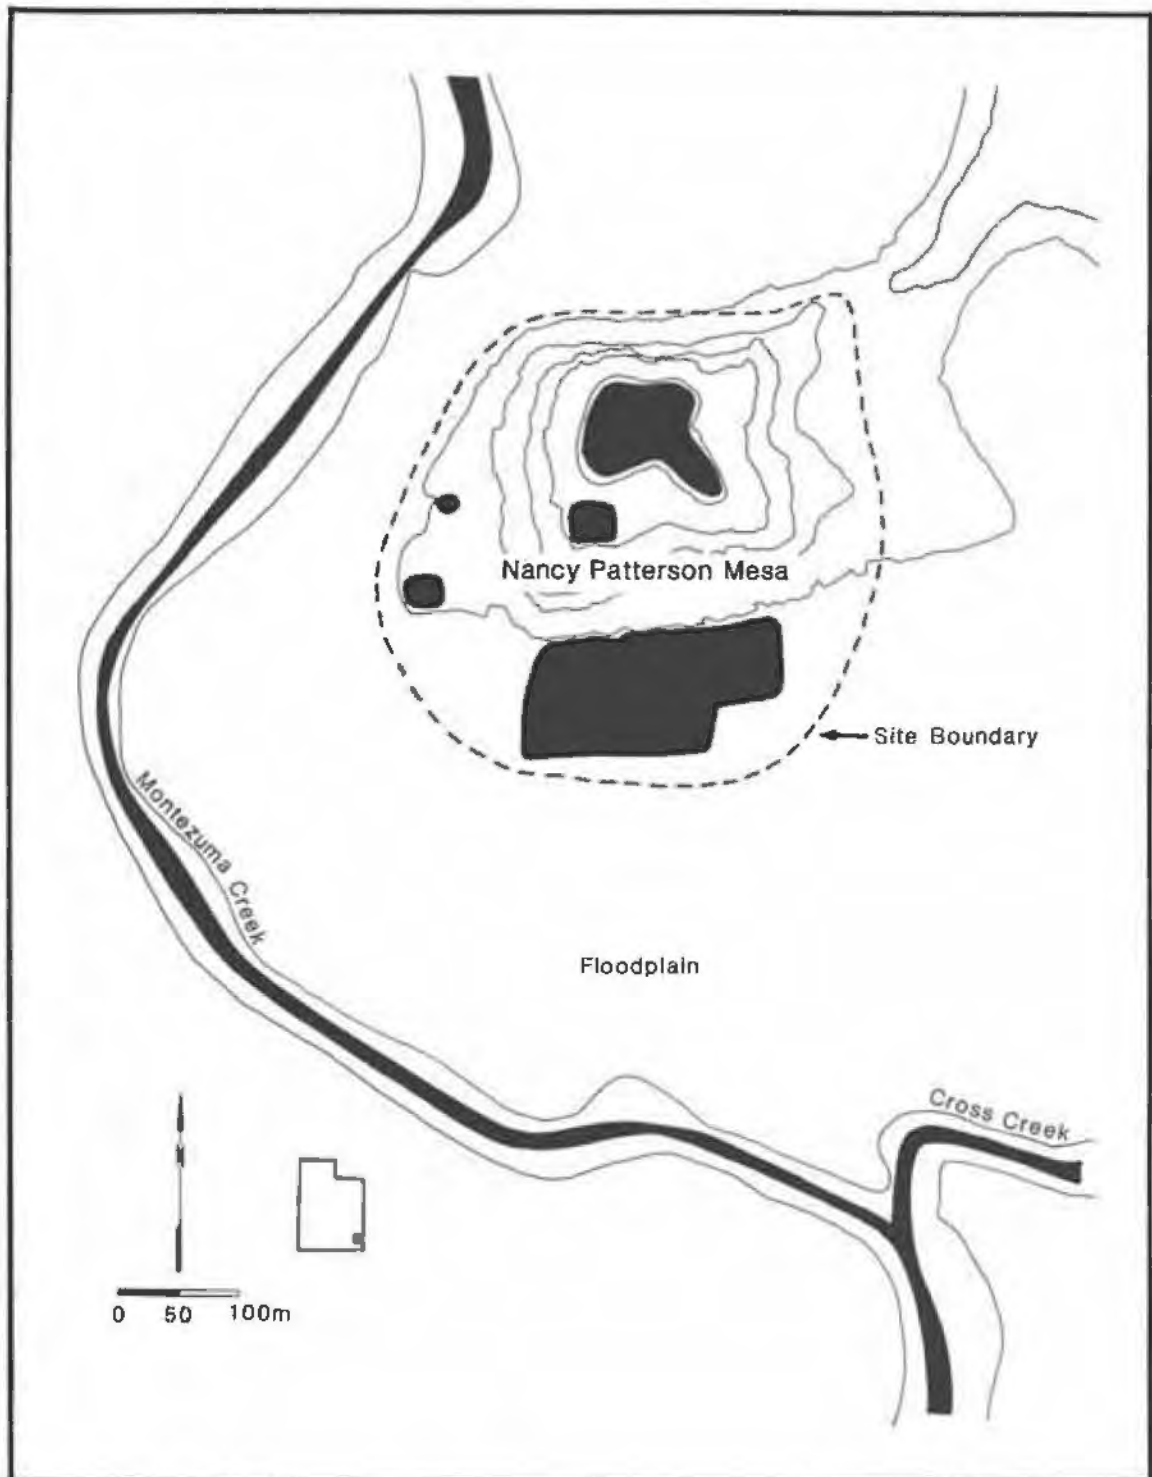 Nancy Patterson Mesa
Site Boundary
Montezuma Creek
Floodplain
Cross Creek
0 50 100m